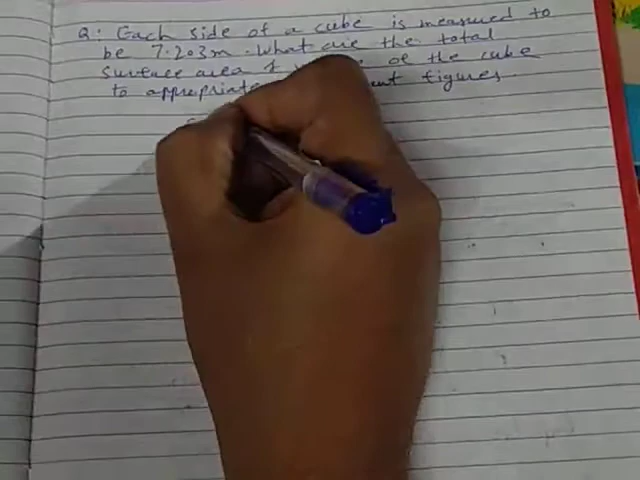 Q: Each side of a cube is measured to
be 7.203m. What are the total
surface area & of the cube
to appropriate figures.